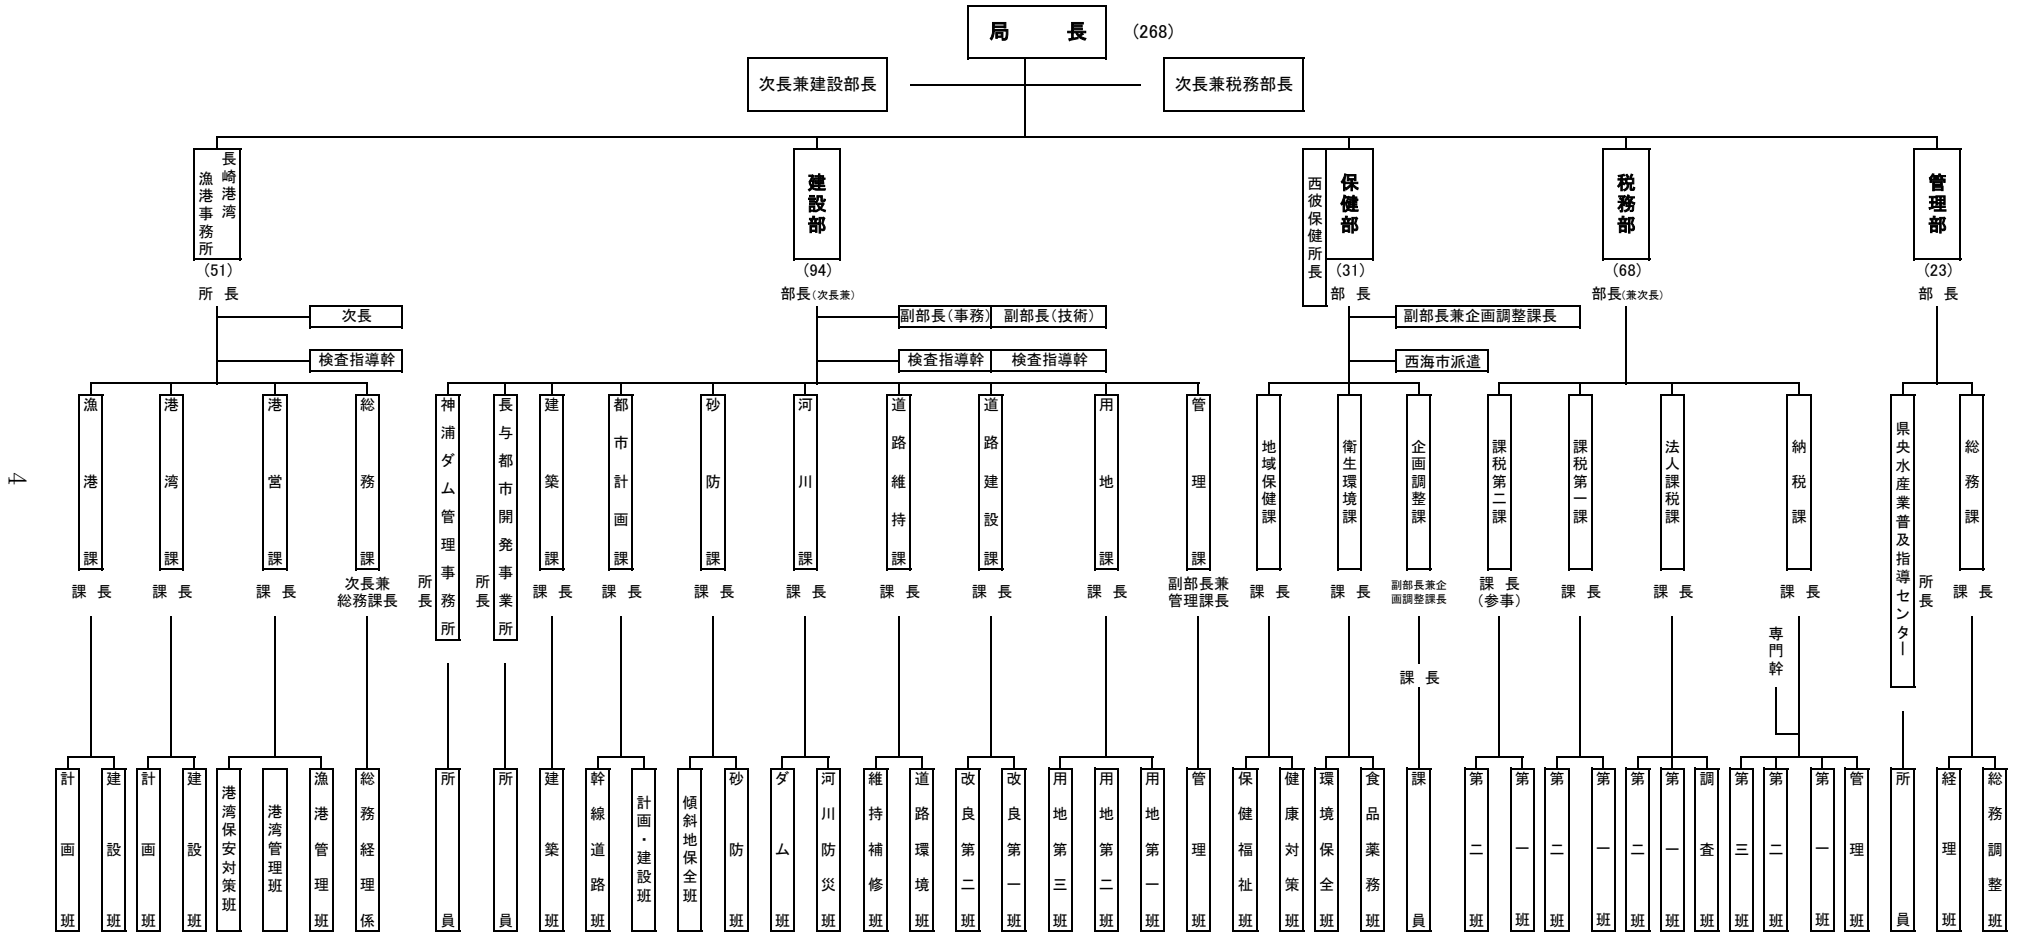 局 長 (268)
次長兼建設部長
次長兼税務部長
長崎港湾
漁港事務所
(51)
所 長
次長
検査指導幹
建設部
(94)
部長(次長兼)
副部長(事務)
副部長(技術)
検査指導幹
検査指導幹
西彼保健所長
保健部
(31)
部 長
副部長兼企画調整課長
西海市派遣
税務部
(68)
部長(兼次長)
管理部
(23)
部 長
漁港課
課 長
港湾課
課 長
港営課
課 長
総務課
次長兼
総務課長
神浦ダム管理事務所
所長
長与都市開発事業所
所長
建築課
課 長
都市計画課
課 長
砂防課
課 長
河川課
課 長
道路維持課
課 長
道路建設課
課 長
用地課
課 長
管理課
副部長兼
管理課長
地域保健課
課 長
衛生環境課
課 長
企画調整課
副部長兼企
画調整課長
課 長
課税第二課
課 長
(参事)
課税第一課
課 長
法人課税課
課 長
納税課
課 長
専門幹
県央水産業普及指導センター
所長
総務課
課 長
計画班
建設班
計画班
建設班
港湾保安対策班
港湾管理班
漁港管理班
総務経理係
所員
所員
建築班
幹線道路班
計画・建設班
傾斜地保全班
砂防班
ダム班
河川防災班
維持補修班
道路環境班
改良第二班
改良第一班
用地第三班
用地第二班
用地第一班
管理班
保健福祉班
健康対策班
環境保全班
食品薬務班
課員
第二班
第一班
第二班
第一班
第二班
第一班
調査班
第三班
第二班
第一班
管理班
所員
経理班
総務調整班
4